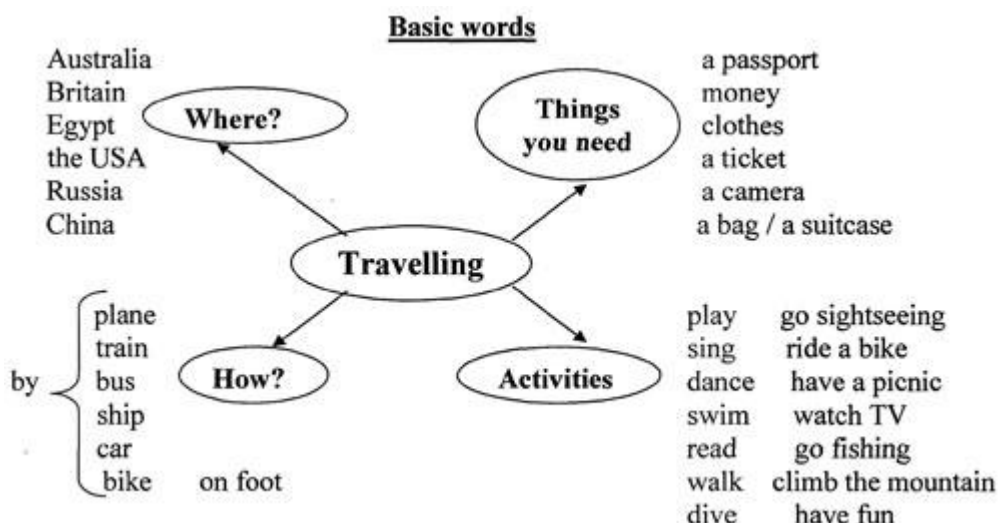 Basic words
Australia
Britain
Egypt
the USA
Russia
China
Where?
Things
you need
a passport
money
clothes
a ticket
a camera
a bag / a suitcase
Travelling
by
plane
train
bus
ship
car
bike on foot
How?
Activities
play go sightseeing
sing ride a bike
dance have a picnic
swim watch TV
read go fishing
walk climb the mountain
dive have fun